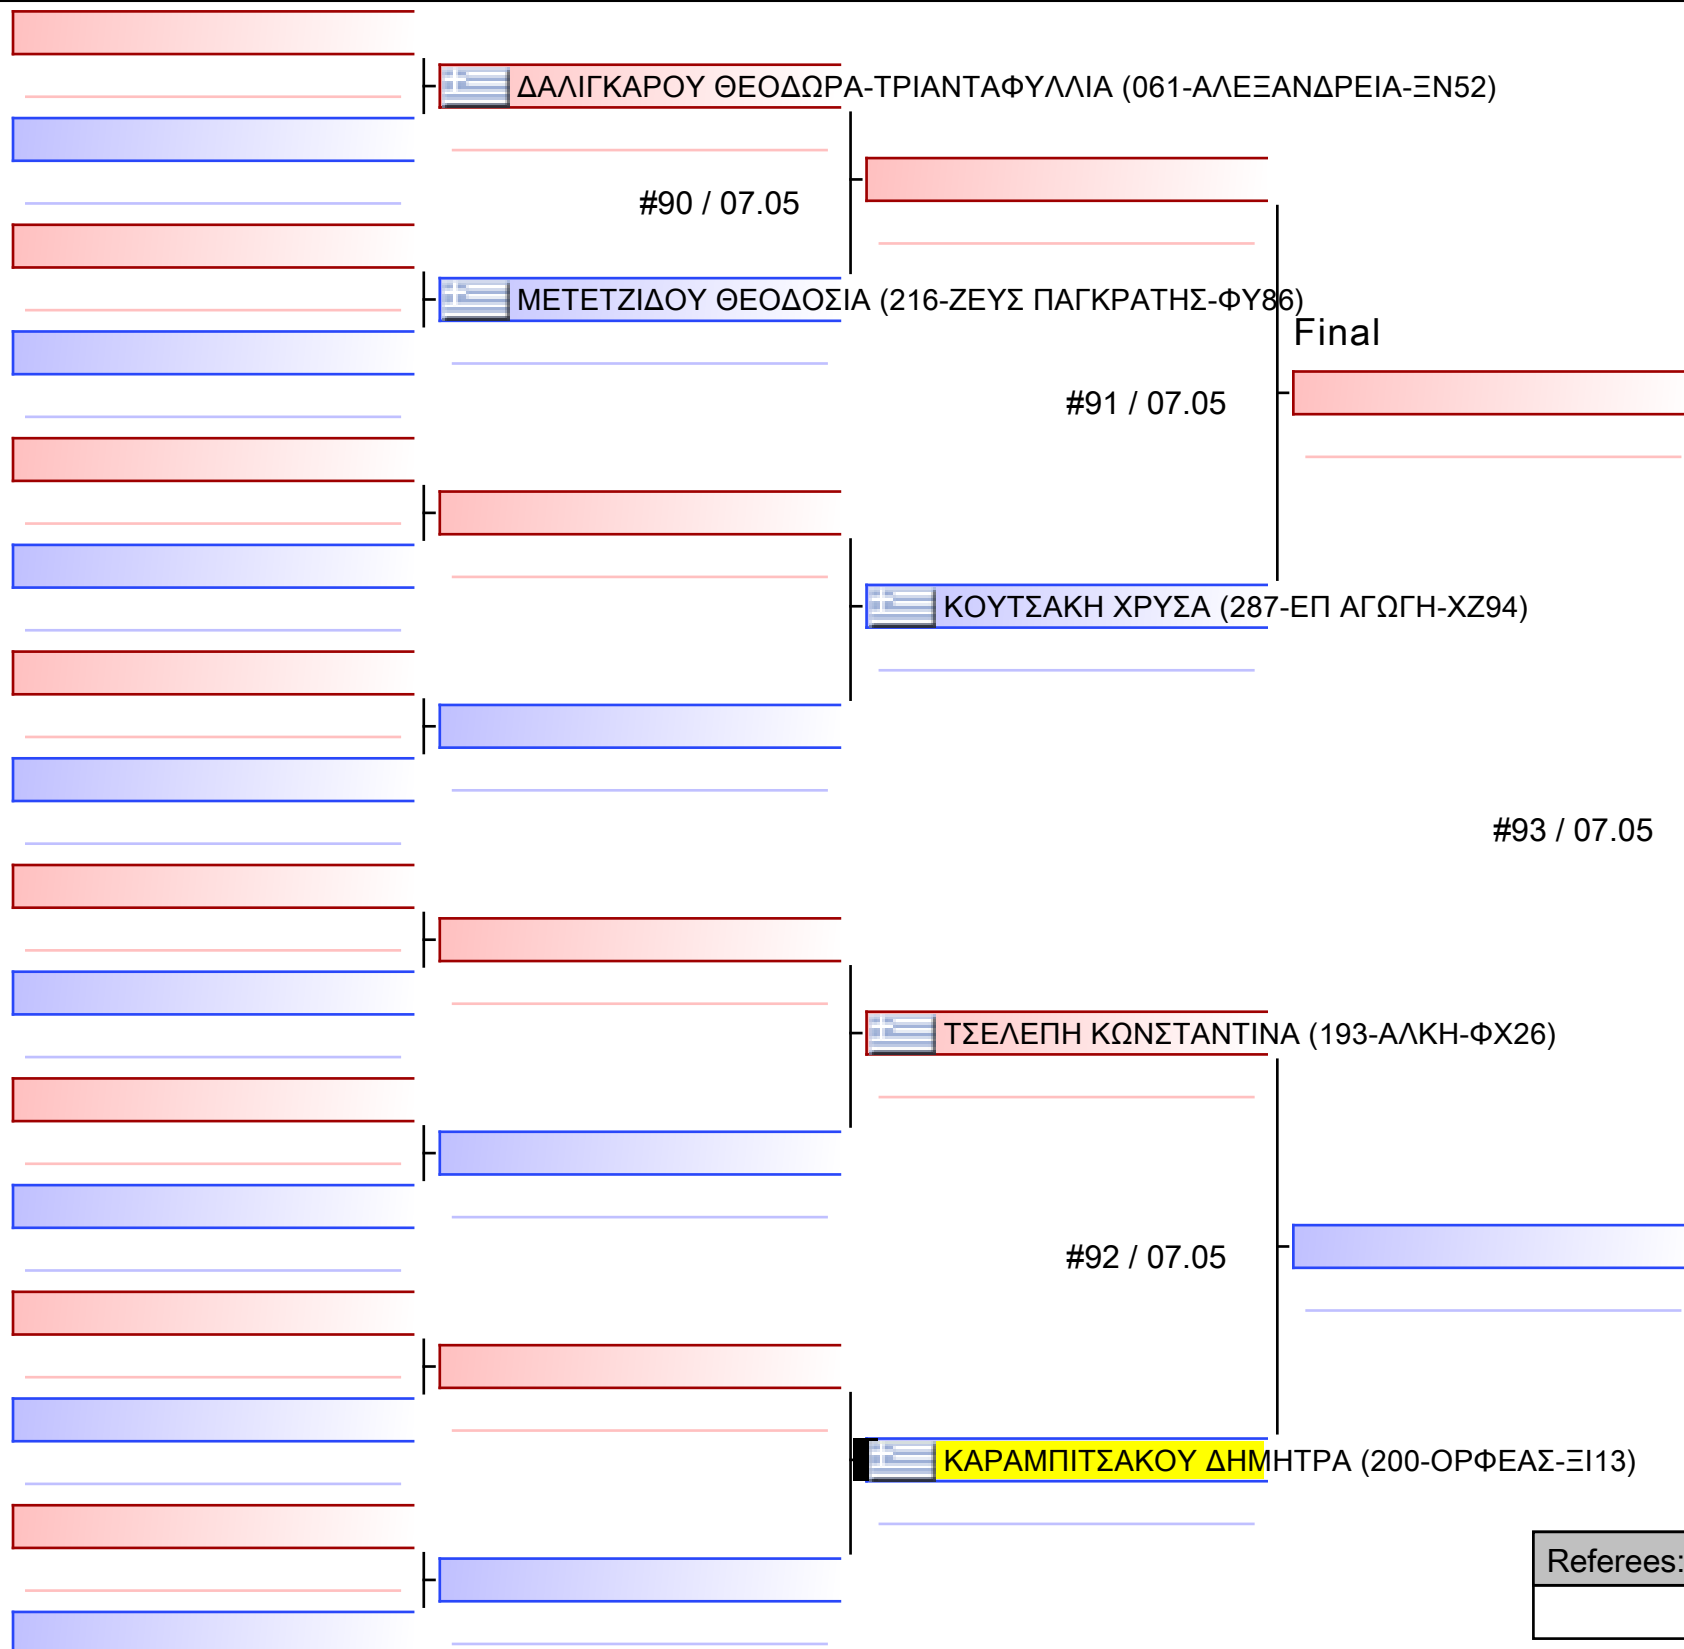 ΔΑΛΙΓΚΑΡΟΥ ΘΕΟΔΩΡΑ-ΤΡΙΑΝΤΑΦΥΛΛΙΑ (061-ΑΛΕΞΑΝΔΡΕΙΑ-ΞΝ52)
#90 / 07.05
ΜΕΤΕΤΖΙΔΟΥ ΘΕΟΔΟΣΙΑ (216-ΖΕΥΣ ΠΑΓΚΡΑΤΗΣ-ΦΥ86)
Final
#91 / 07.05
ΚΟΥΤΣΑΚΗ ΧΡΥΣΑ (287-ΕΠ ΑΓΩΓΗ-ΧΖ94)
#93 / 07.05
ΤΣΕΛΕΠΗ ΚΩΝΣΤΑΝΤΙΝΑ (193-ΑΛΚΗ-ΦΧ26)
#92 / 07.05
ΚΑΡΑΜΠΙΤΣΑΚΟΥ ΔΗΜΗΤΡΑ (200-ΟΡΦΕΑΣ-ΞΙ13)
Referees: